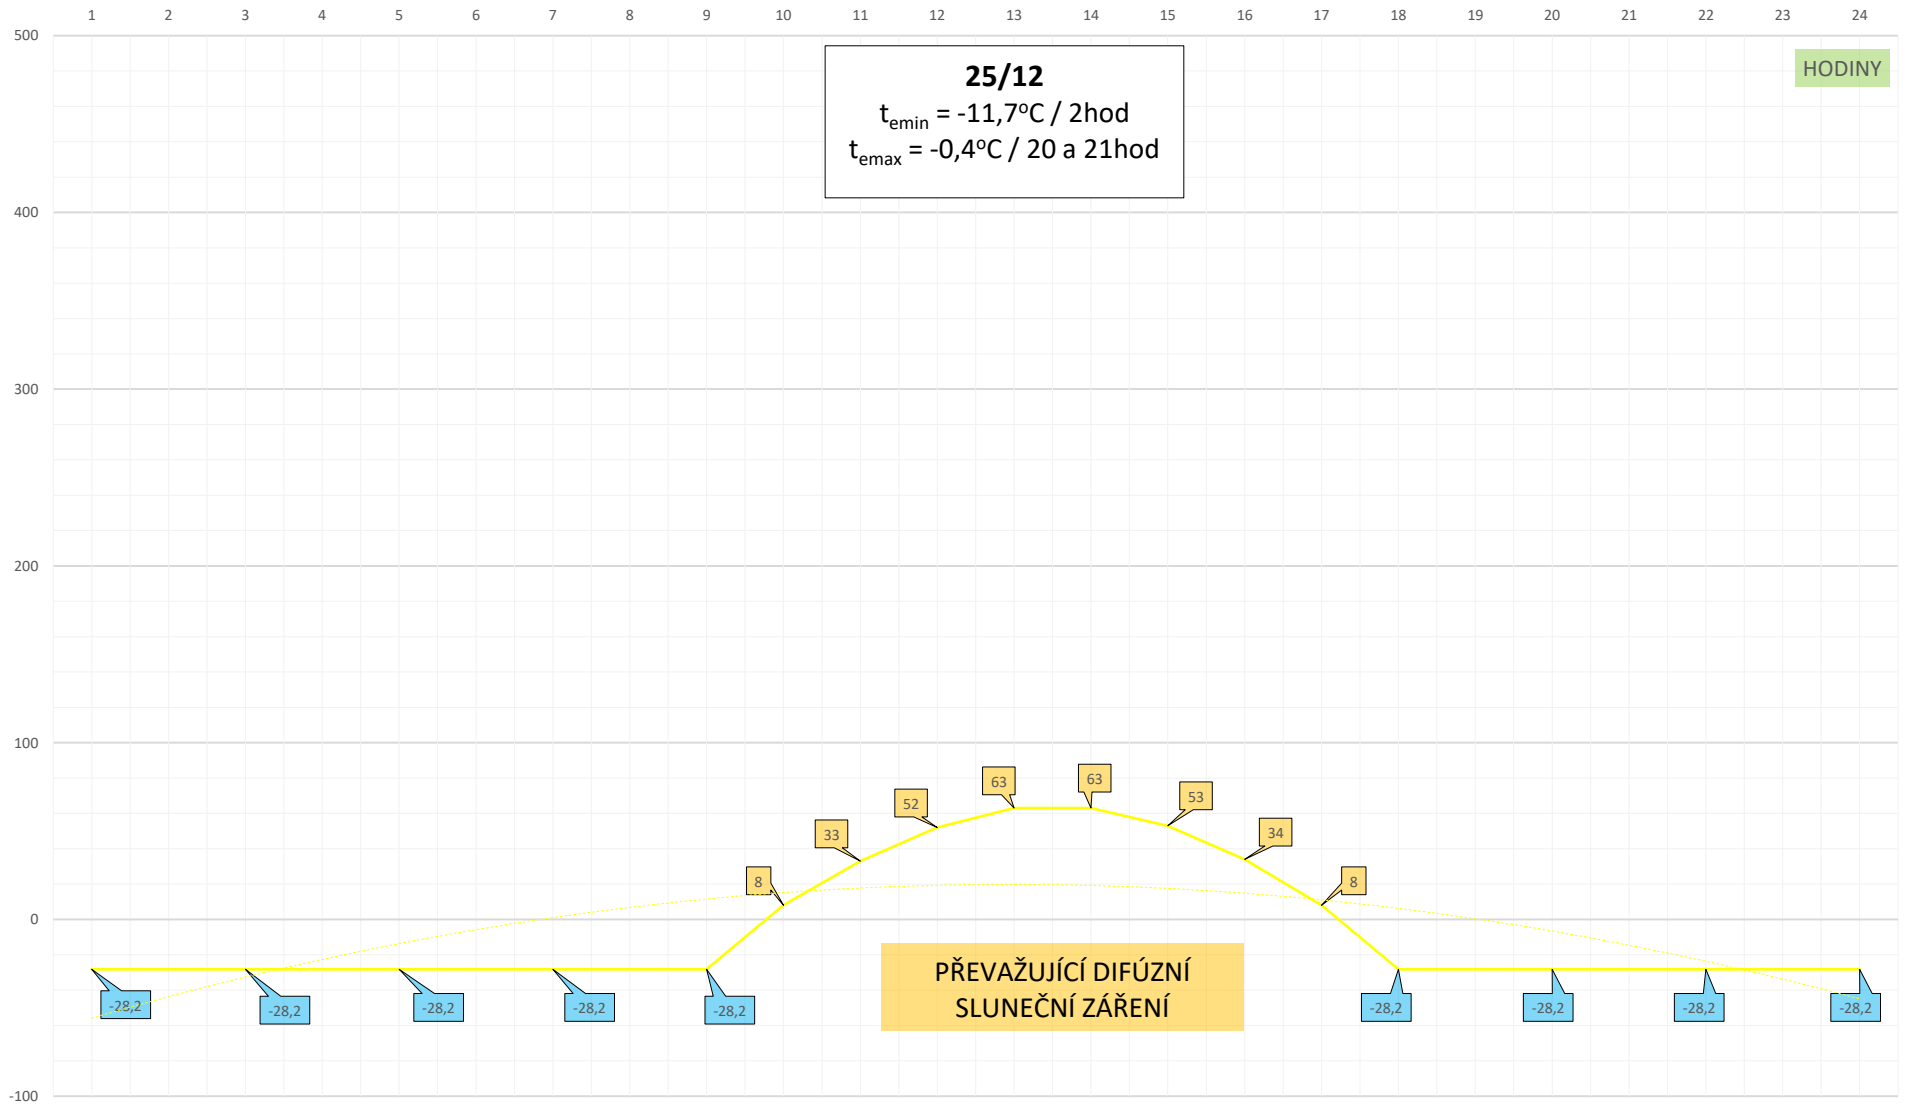 1 2 3 4 5 6 7 8 9 10 11 12 13 14 15 16 17 18 19 20 21 22 23 24
500
HODINY
25/12
temin = -11,7°C / 2hod
temax = -0,4°C / 20 a 21hod
400
300
200
100
63 63
52 53
33 34
8 8
0
PŘEVAŽUJÍCÍ DIFÚZNÍ
SLUNEČNÍ ZÁŘENÍ
-28,2 -28,2 -28,2 -28,2 -28,2 -28,2 -28,2 -28,2 -28,2
-100